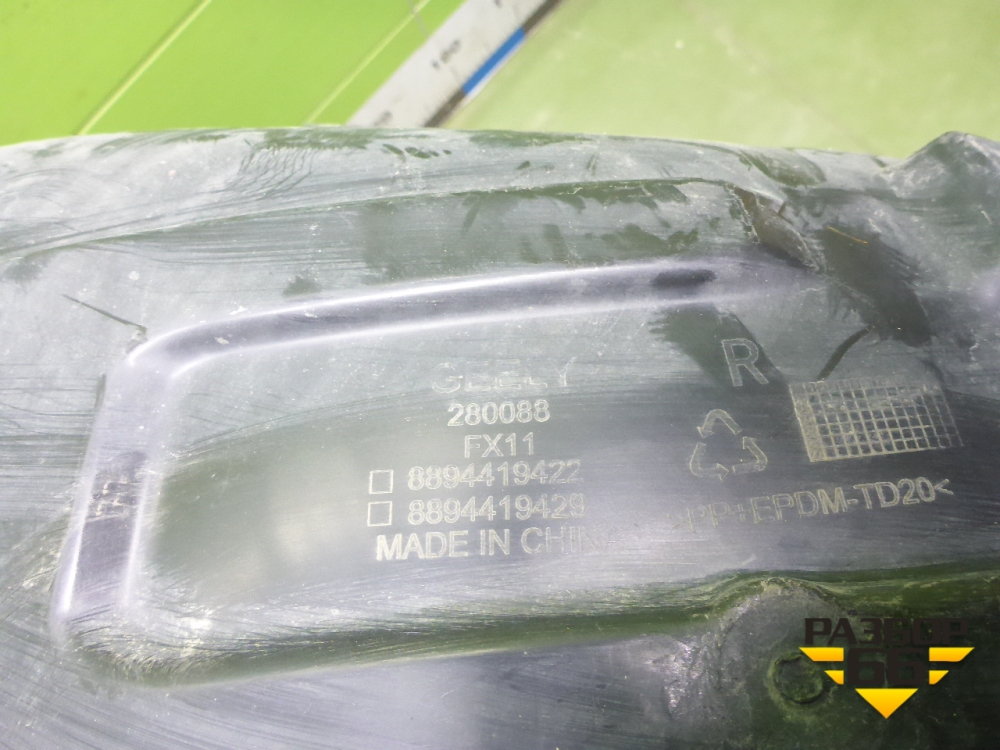 GEELY
R
280088
FX11
8894419422
8894419429
MADE IN CHINA
>PP+EPDM-TD20<
РАЗБОР
66